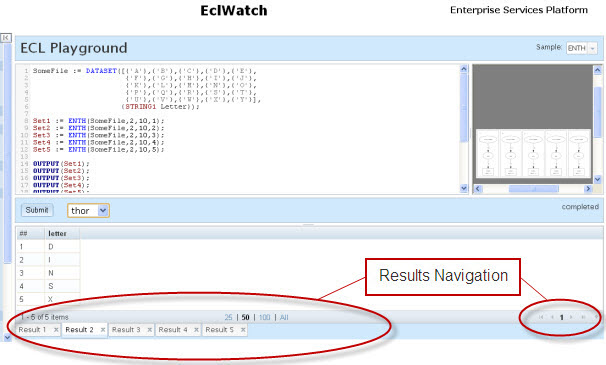 EclWatch
Enterprise Services Platform
ECL Playground
Sample: ENTH
1 SomeFile := DATASET([{'A'},{'B'},{'C'},{'D'},{'E'},
2 {'F'},{'G'},{'H'},{'I'},{'J'},
3 {'K'},{'L'},{'M'},{'N'},{'O'},
4 {'P'},{'Q'},{'R'},{'S'},{'T'},
5 {'U'},{'V'},{'W'},{'X'},{'Y'}],
6 {STRING1 Letter});
7
8 Set1 := ENTH(SomeFile,2,10,1);
9 Set2 := ENTH(SomeFile,2,10,2);
10 Set3 := ENTH(SomeFile,2,10,3);
11 Set4 := ENTH(SomeFile,2,10,4);
12 Set5 := ENTH(SomeFile,2,10,5);
13
14 OUTPUT(Set1);
15 OUTPUT(Set2);
16 OUTPUT(Set3);
17 OUTPUT(Set4);
18 OUTPUT(Set5);
Submit thor completed
## letter
1 D
2 I
3 N
4 S
5 X
Results Navigation
1 - 5 of 5 items 25 | 50 | 100 | All 1
Result 1 Result 2 Result 3 Result 4 Result 5